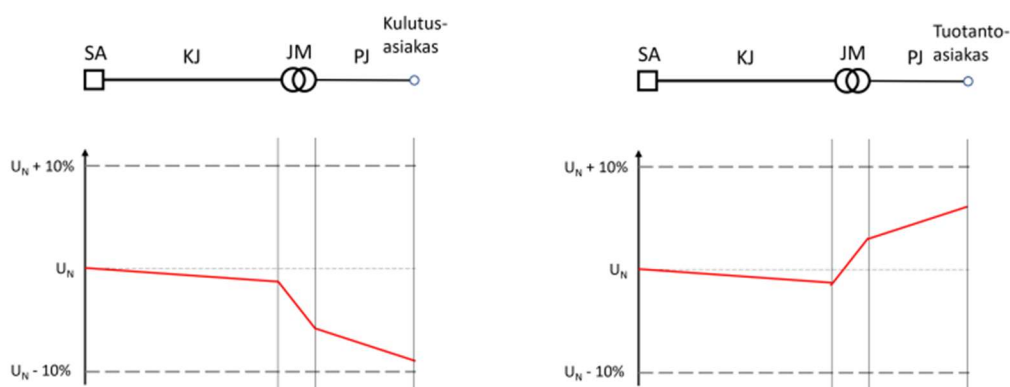 Kulutus-
asiakas
SA
KJ
JM
PJ
U_N + 10%
U_N
U_N - 10%
Tuotanto-
asiakas
SA
KJ
JM
PJ
U_N + 10%
U_N
U_N - 10%